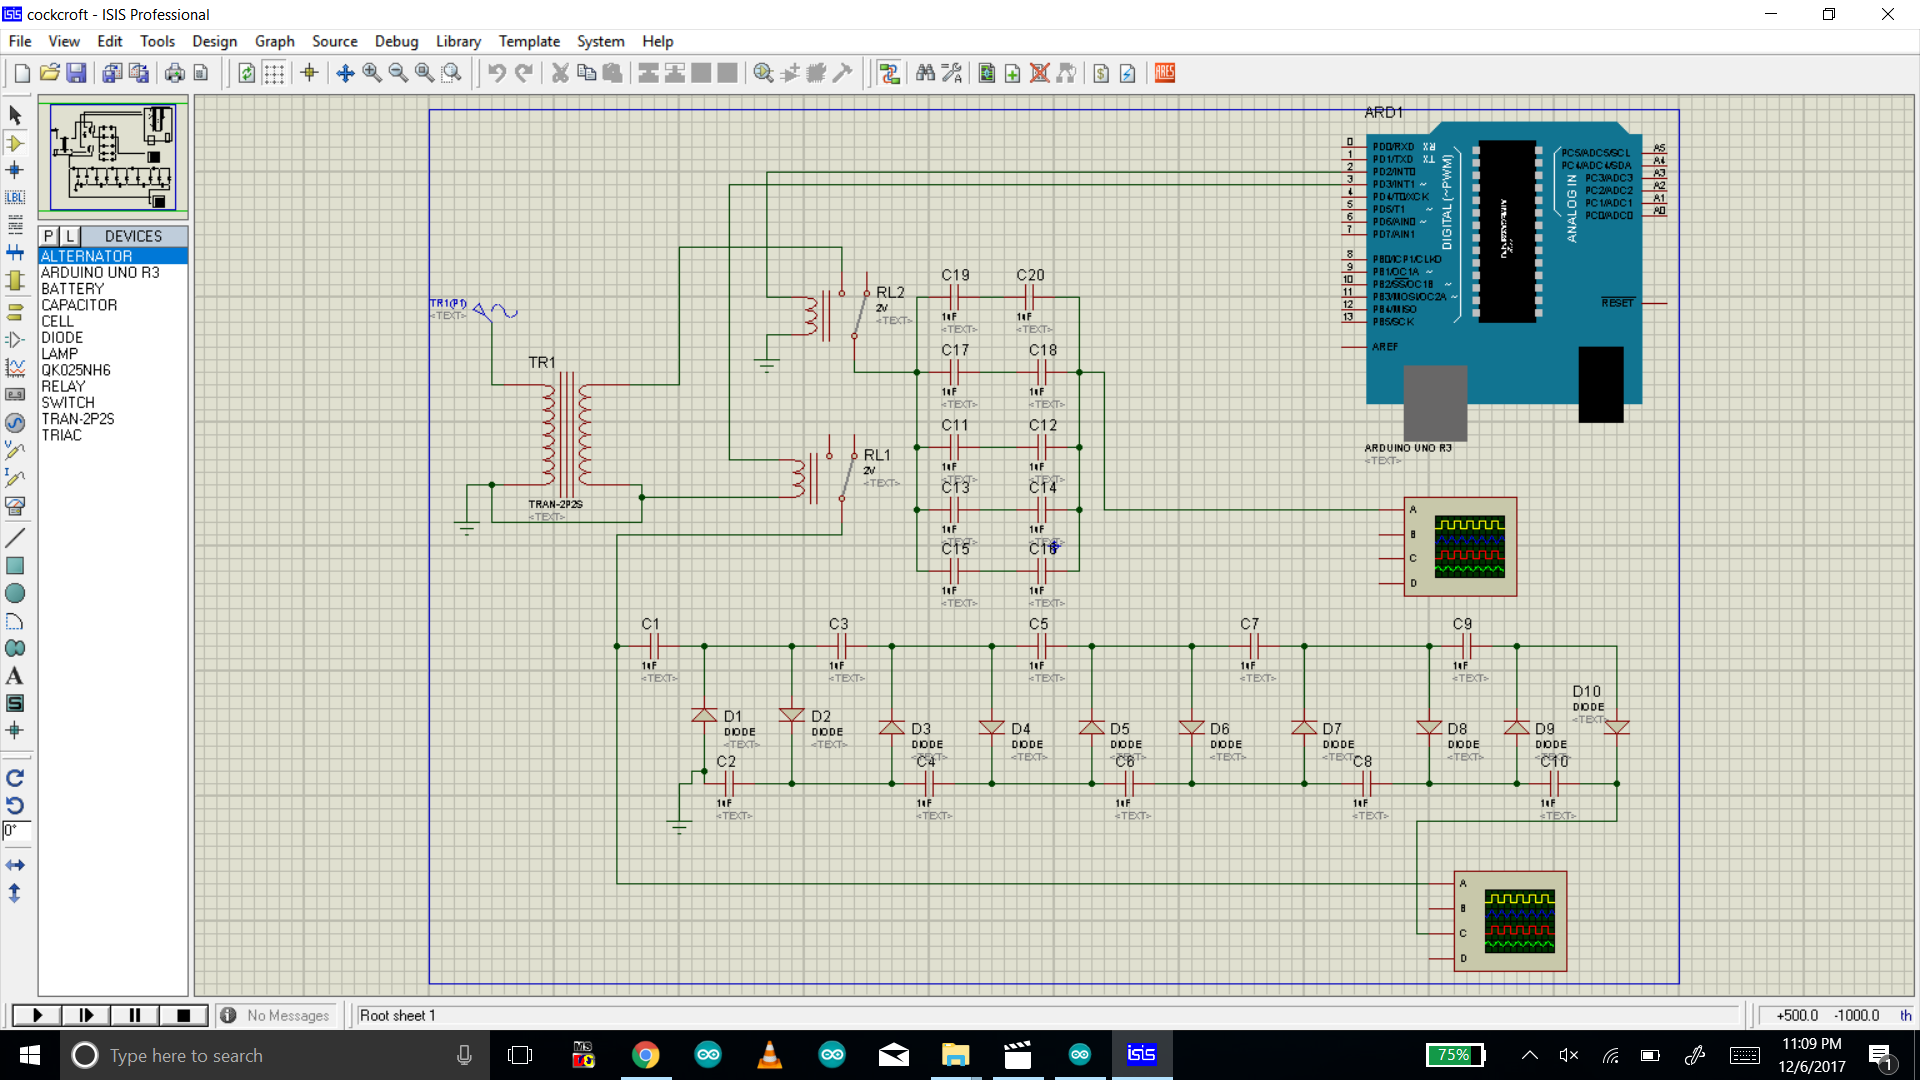 cockcroft - ISIS Professional
File View Edit Tools Design Graph Source Debug Library Template System Help
P L DEVICES
ALTERNATOR
ARDUINO UNO R3
BATTERY
CAPACITOR
CELL
DIODE
LAMP
QK025NH6
RELAY
SWITCH
TRAN-2P2S
TRIAC
LBL
A
S
0°
ARES
ARD1
0 PD0/RXD RX
1 PD1/TXD TX
2 PD2/INT0
3 PD3/INT1 ~
4 PD4/T0/XCK
5 PD5/T1 ~
6 PD6/AIN0 ~
7 PD7/AIN1
8 PB0/ICP1/CLKO
9 PB1/OC1A ~
10 PB2/SS/OC1B ~
11 PB3/MOSI/OC2A ~
12 PB4/MISO
13 PB5/SCK
AREF
DIGITAL (~PWM)
ANALOG IN
PC5/ADC5/SCL A5
PC4/ADC4/SDA A4
PC3/ADC3 A3
PC2/ADC2 A2
PC1/ADC1 A1
PC0/ADC0 A0
RESET
ARDUINO UNO R3
<TEXT>
TR1(P1)
<TEXT>
TR1
TRAN-2P2S
<TEXT>
RL2
2V
<TEXT>
RL1
2V
<TEXT>
C19 C20
1uF 1uF
<TEXT> <TEXT>
C17 C18
1uF 1uF
<TEXT> <TEXT>
C11 C12
1uF 1uF
<TEXT> <TEXT>
C13 C14
1uF 1uF
<TEXT> <TEXT>
C15 C16
1uF 1uF
<TEXT> <TEXT>
A
B
C
D
C1 C3 C5 C7 C9
1uF 1uF 1uF 1uF 1uF
<TEXT> <TEXT> <TEXT> <TEXT> <TEXT>
D10
DIODE
<TEXT>
D1 D2 D3 D4 D5 D6 D7 D8 D9
DIODE DIODE DIODE DIODE DIODE DIODE DIODE DIODE DIODE
<TEXT> <TEXT> <TEXT> <TEXT> <TEXT> <TEXT> <TEXT> <TEXT> <TEXT>
C2 C4 C6 C8 C10
1uF 1uF 1uF 1uF 1uF
<TEXT> <TEXT> <TEXT> <TEXT> <TEXT>
A
B
C
D
No Messages Root sheet 1 +500.0 -1000.0 th
Type here to search
MS
isis
75%
11:09 PM
12/6/2017
1